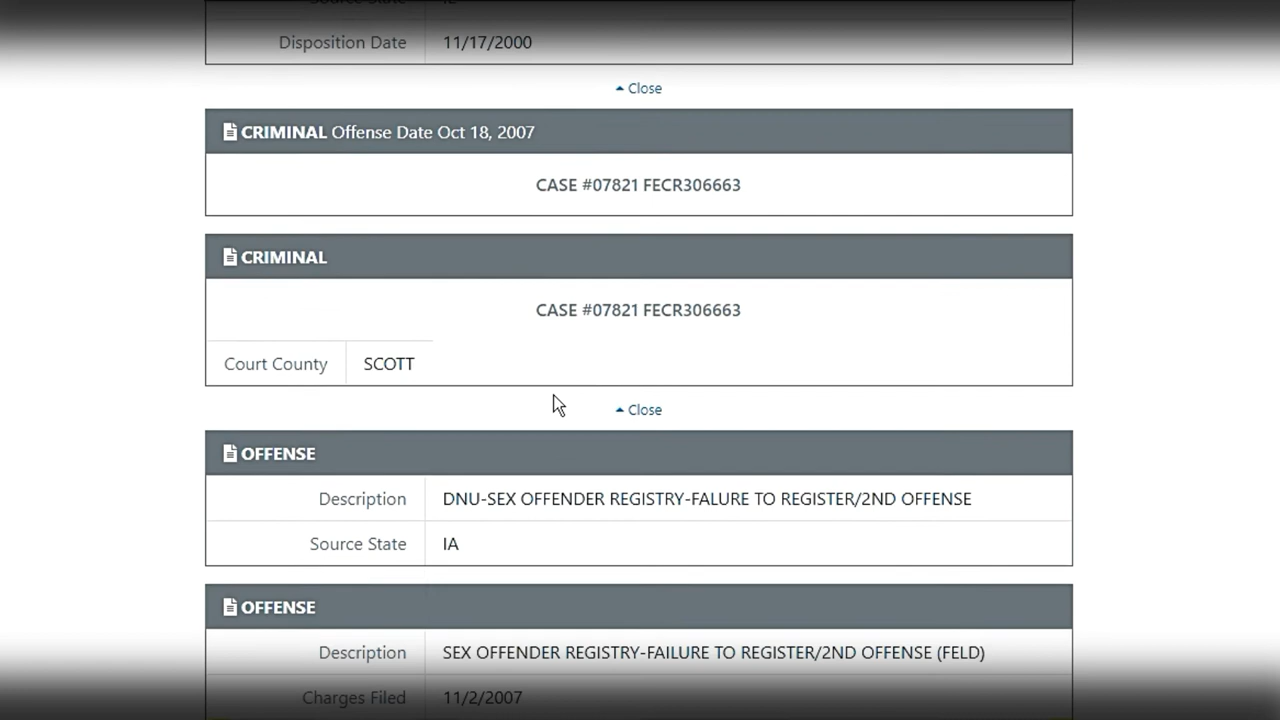 Disposition Date 11/17/2000
Close
CRIMINAL Offense Date Oct 18, 2007
CASE #07821 FECR306663
CRIMINAL
CASE #07821 FECR306663
Court County SCOTT
Close
OFFENSE
Description DNU-SEX OFFENDER REGISTRY-FALURE TO REGISTER/2ND OFFENSE
Source State IA
OFFENSE
Description SEX OFFENDER REGISTRY-FAILURE TO REGISTER/2ND OFFENSE (FELD)
Charges Filed 11/2/2007